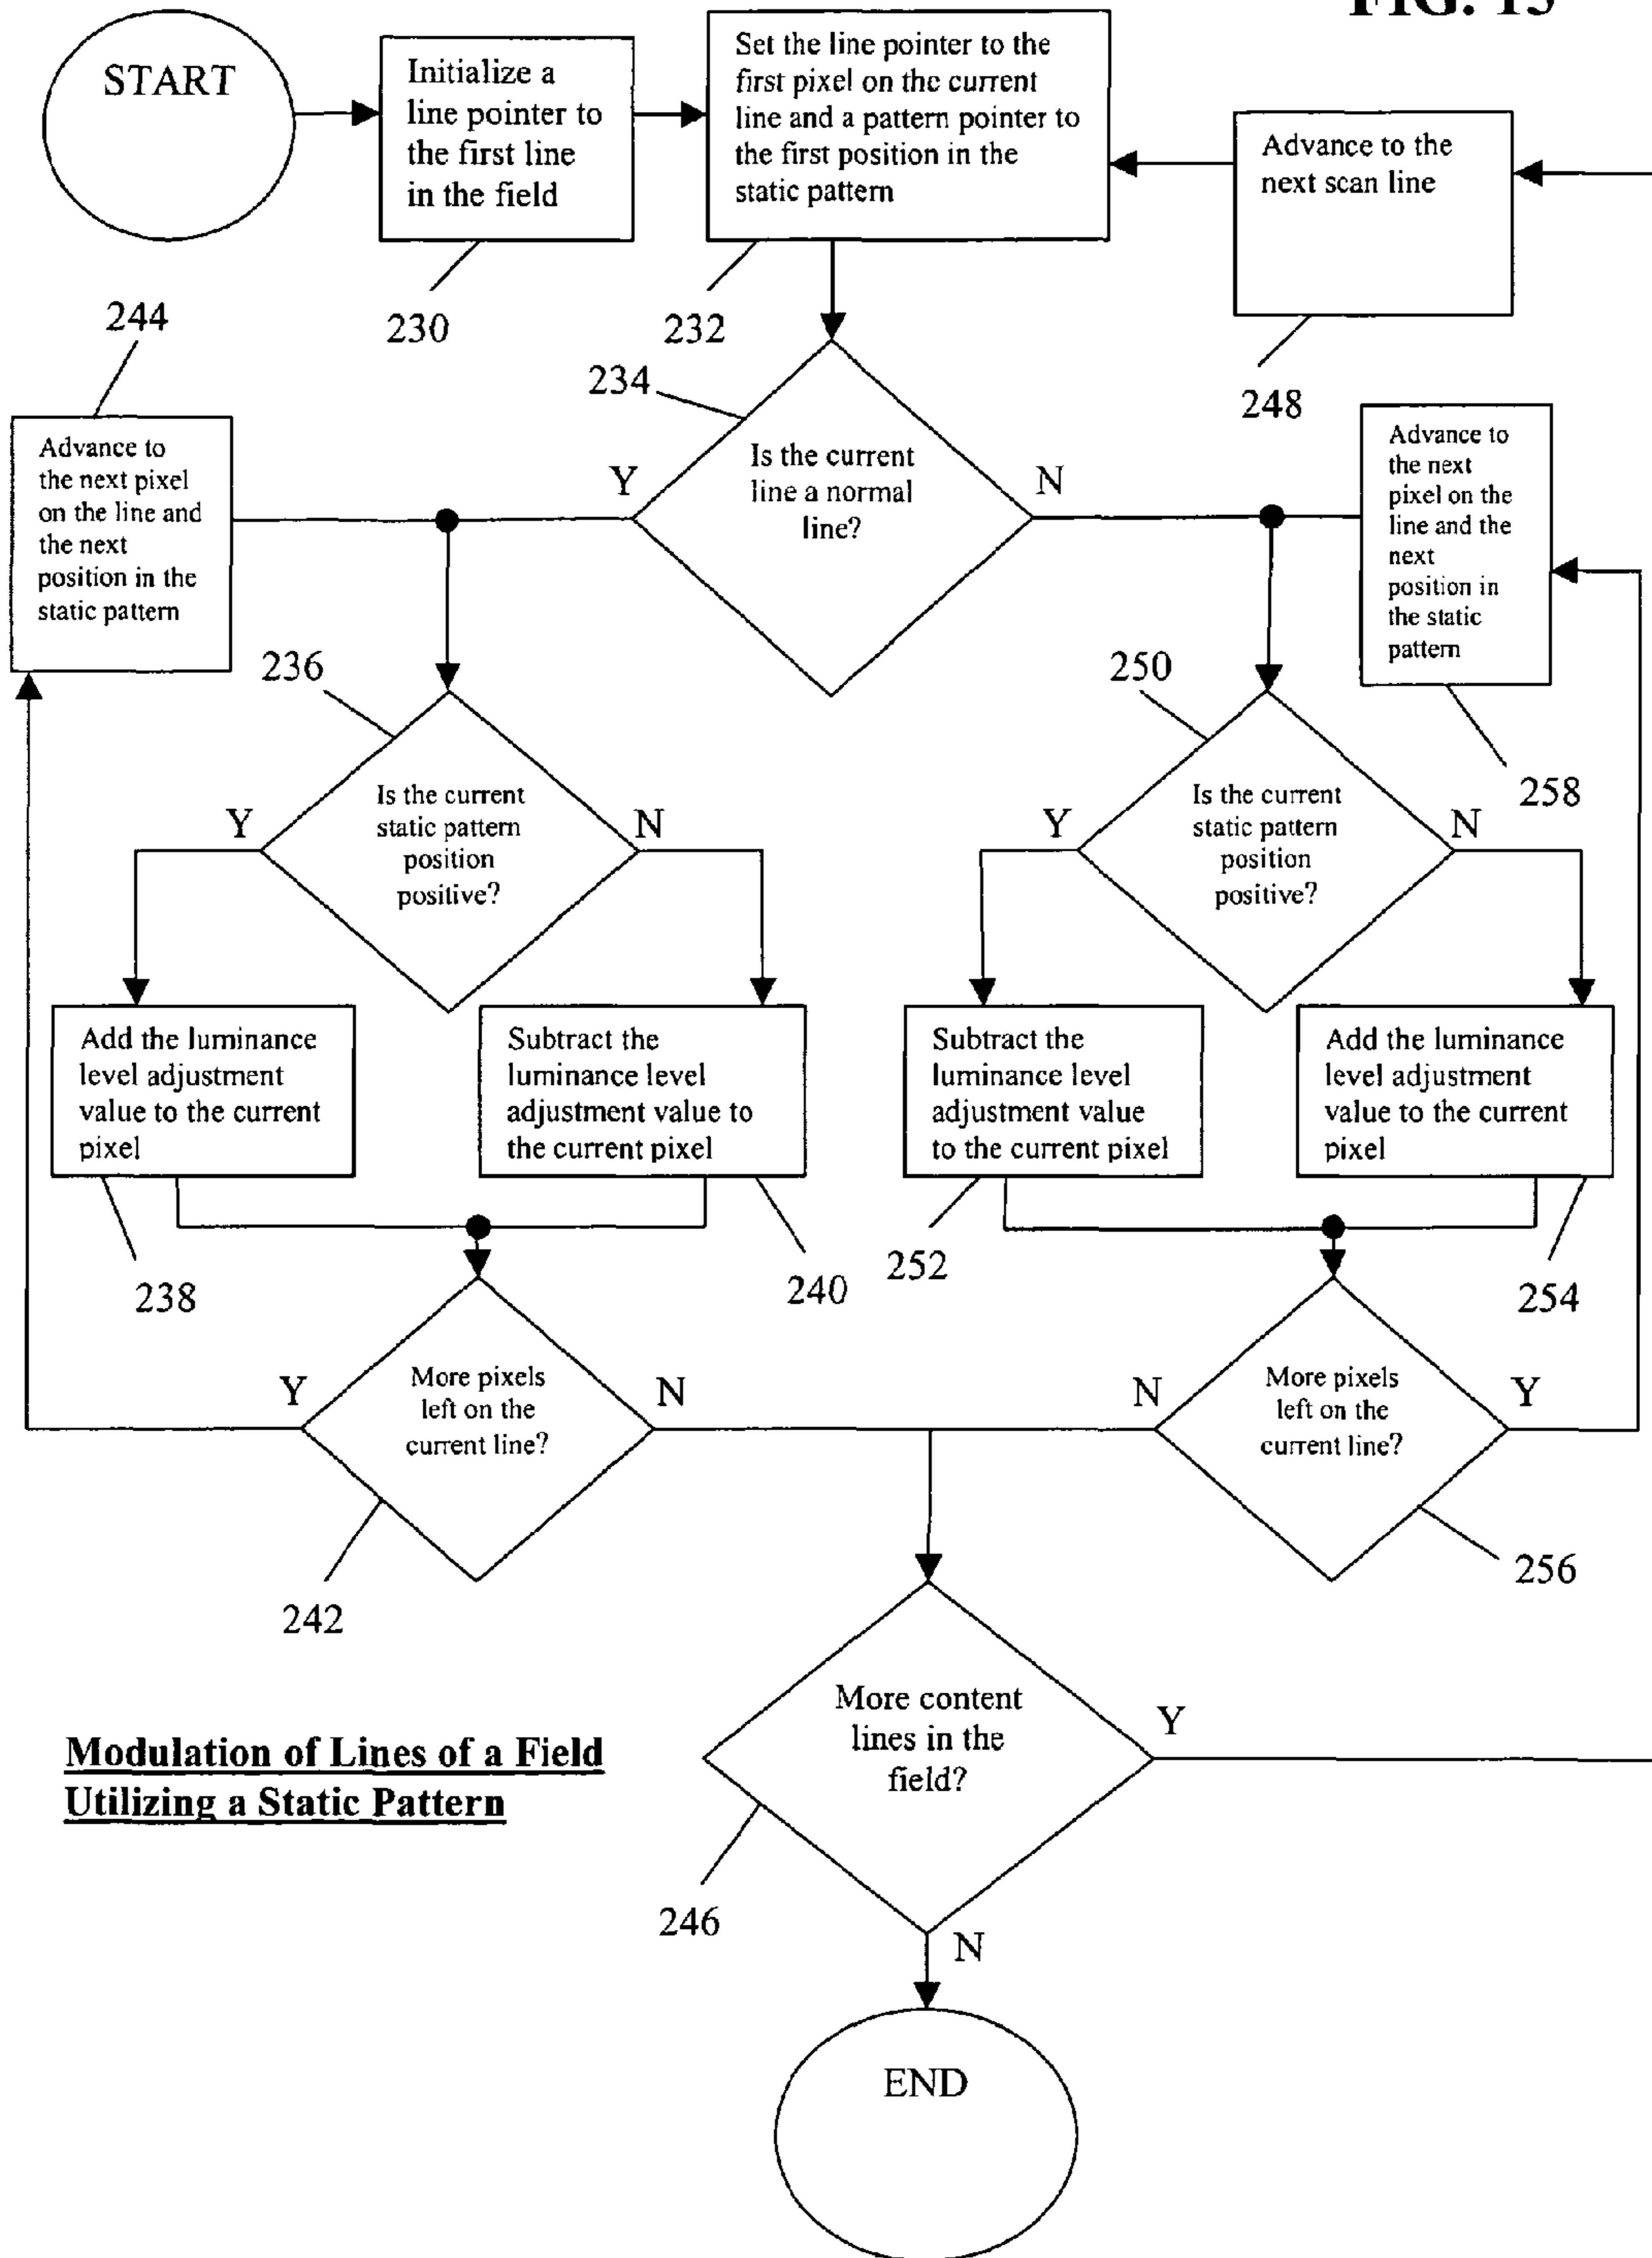 FIG. 15
START
Initialize a
line pointer to
the first line
in the field
Set the line pointer to the
first pixel on the current
line and a pattern pointer to
the first position in the
static pattern
Advance to the
next scan line
244
230
232
248
234
Advance to
the next pixel
on the line and
the next
position in the
static pattern
Y
Is the current
line a normal
line?
N
Advance to
the next
pixel on the
line and the
next
position in
the static
pattern
236
250
258
Y
Is the current
static pattern
position
positive?
N
Y
Is the current
static pattern
position
positive?
N
Add the luminance
level adjustment
value to the current
pixel
Subtract the
luminance level
adjustment value to
the current pixel
Subtract the
luminance level
adjustment value
to the current pixel
Add the luminance
level adjustment
value to the current
pixel
238
240
252
254
Y
More pixels
left on the
current line?
N
N
More pixels
left on the
current line?
Y
242
256
More content
lines in the
field?
Y
Modulation of Lines of a Field
Utilizing a Static Pattern
246
N
END